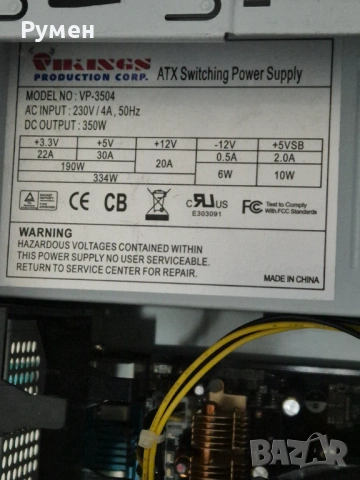 Румен
VIKINGS
PRODUCTION CORP.
ATX Switching Power Supply
MODEL NO : VP-3504
AC INPUT : 230V / 4A , 50Hz
DC OUTPUT : 350W
+3.3V +5V +12V -12V +5VSB
22A 30A 20A 0.5A 2.0A
190W 6W 10W
334W
CE CB c RU US FC Test to Comply
With FCC Standards
E303091
WARNING
HAZARDOUS VOLTAGES CONTAINED WITHIN
THIS POWER SUPPLY NO USER ACCESSIBLE.
RETURN TO SERVICE CENTER FOR REPAIR.
MADE IN CHINA
BAZAR